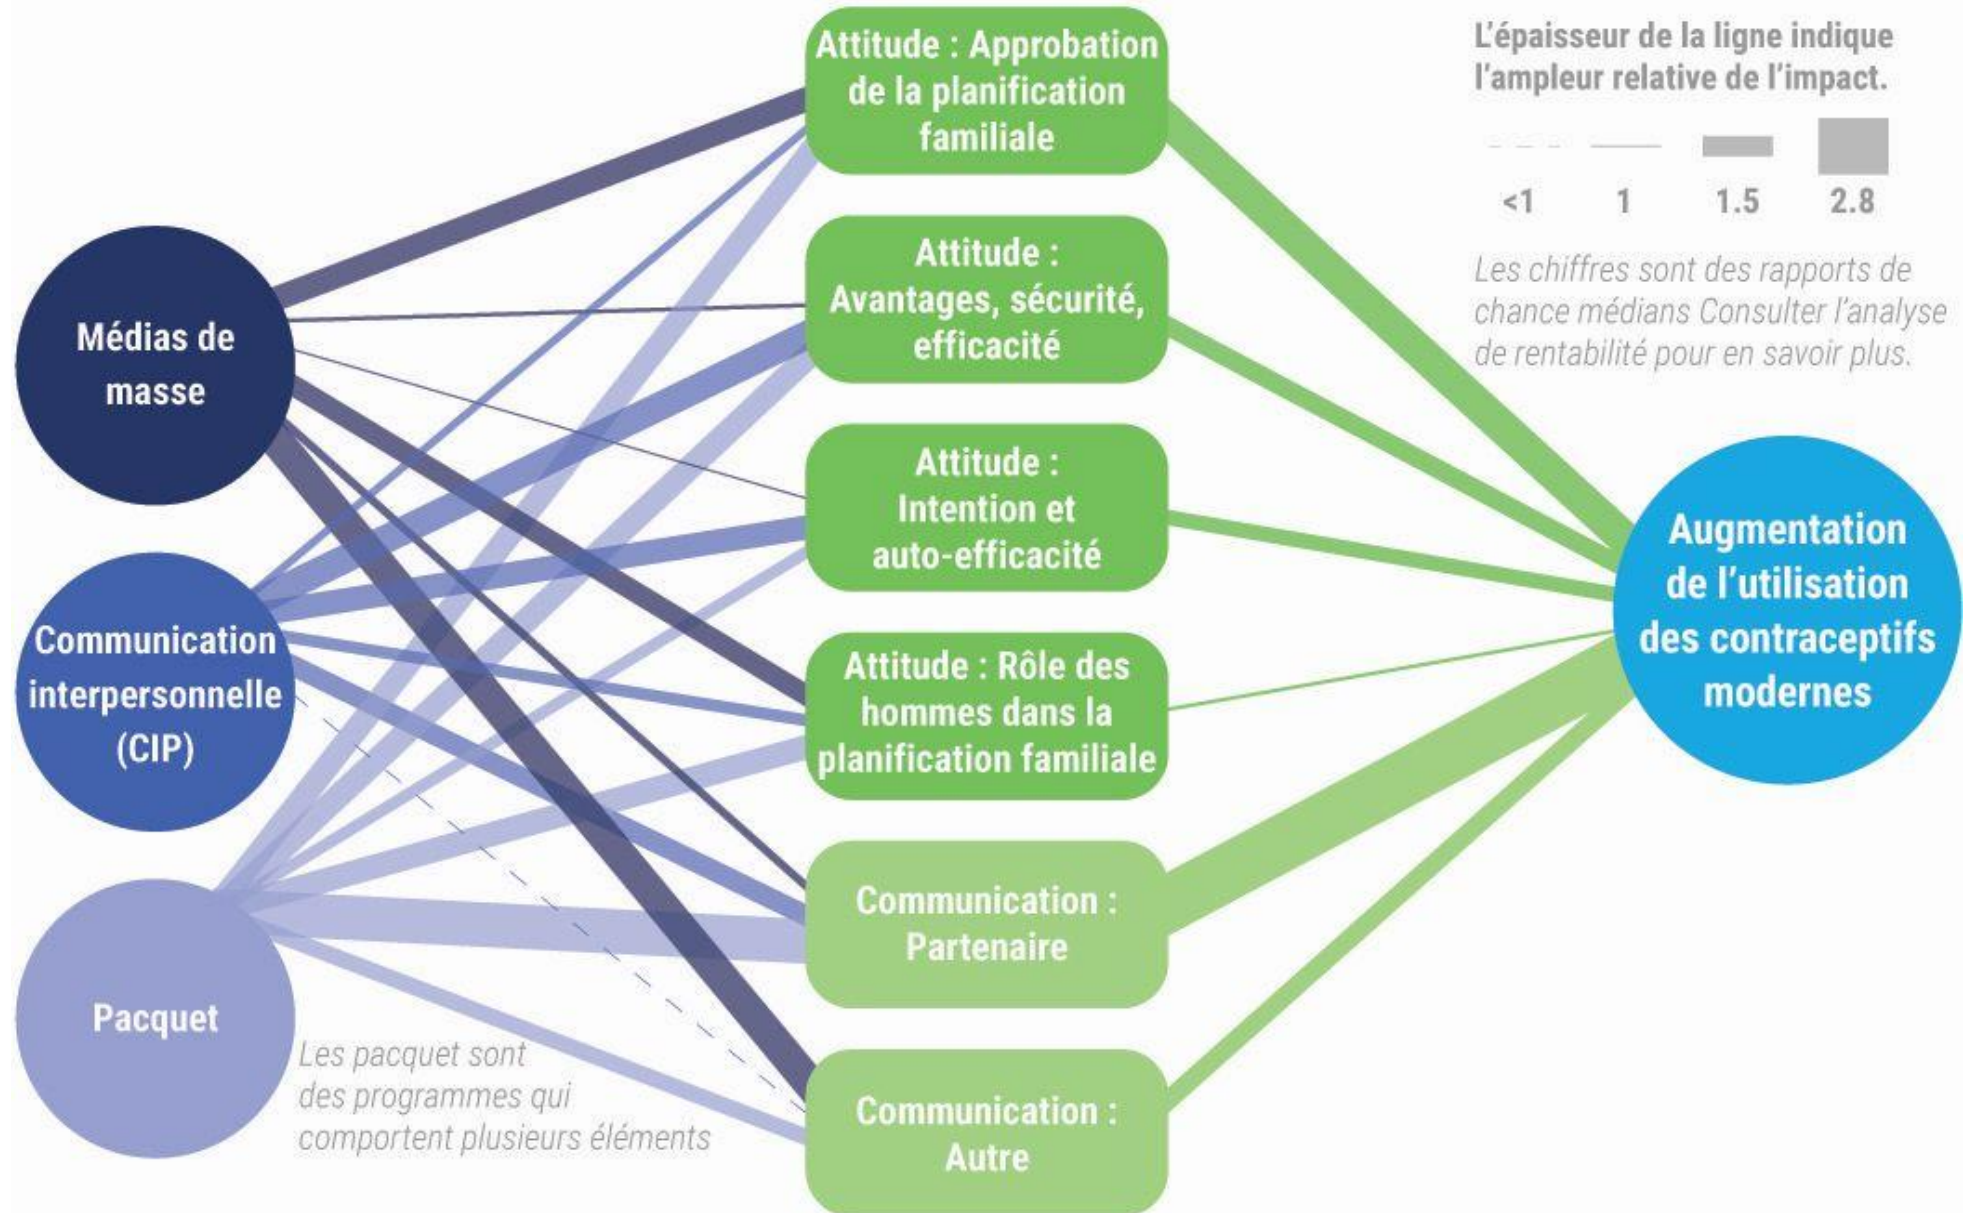 Attitude : Approbation
de la planification
familiale
L'épaisseur de la ligne indique
l'ampleur relative de l'impact.
<1
1
1.5
2.8
Les chiffres sont des rapports de
chance médians Consulter l'analyse
de rentabilité pour en savoir plus.
Médias de
masse
Attitude :
Avantages, sécurité,
efficacité
Attitude :
Intention et
auto-efficacité
Communication
interpersonnelle
(CIP)
Attitude : Rôle des
hommes dans la
planification familiale
Augmentation
de l'utilisation
des contraceptifs
modernes
Communication :
Partenaire
Pacquet
Les pacquet sont
des programmes qui
comportent plusieurs éléments
Communication :
Autre